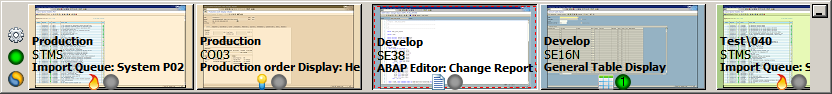 Production
STMS
Import Queue: System P02
Production
CO03
Production order Display: He
Develop
SE38
ABAP Editor: Change Report
Develop
SE16N
General Table Display
Test\040
STMS
Import Queue: S